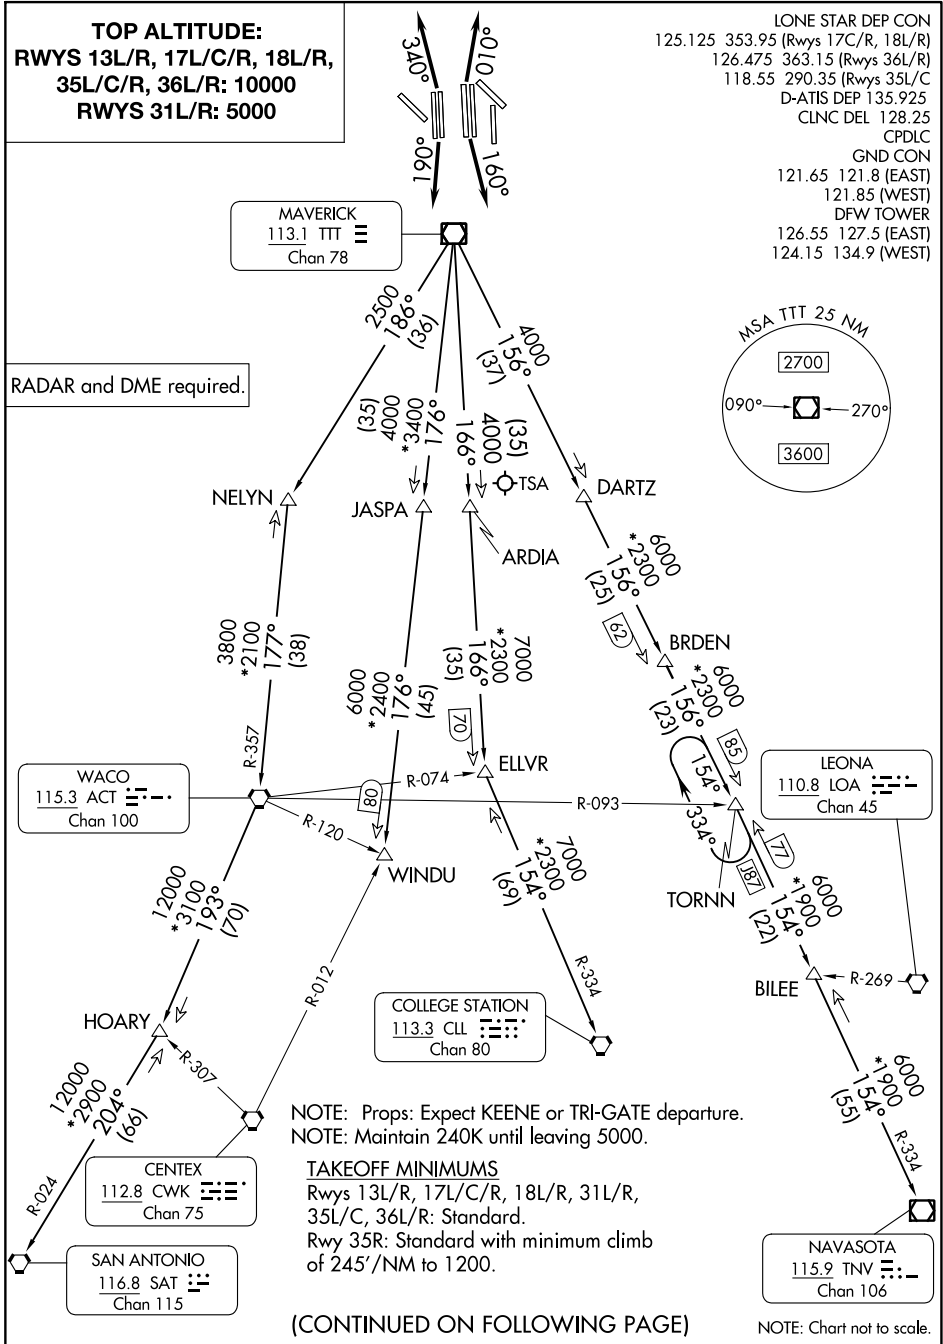 TOP ALTITUDE:
RWYS 13L/R, 17L/C/R, 18L/R,
35L/C/R, 36L/R: 10000
RWYS 31L/R: 5000
LONE STAR DEP CON
125.125 353.95 (Rwys 17C/R, 18L/R)
126.475 363.15 (Rwys 36L/R)
118.55 290.35 (Rwys 35L/C
D-ATIS DEP 135.925
CLNC DEL 128.25
CPDLC
GND CON
121.65 121.8 (EAST)
121.85 (WEST)
DFW TOWER
126.55 127.5 (EAST)
124.15 134.9 (WEST)
340°
010°
190°
160°
MAVERICK
113.1 TTT
Chan 78
MSA TTT 25 NM
2700
090°
270°
3600
RADAR and DME required.
2500
186°
(36)
(35)
4000
*3400
176°
(35)
4000
166°
4000
156°
(37)
TSA
NELYN
JASPA
ARDIA
DARTZ
3800
*2100
177°
(38)
R-357
6000
*2400
176°
(45)
80
7000
*2300
166°
(35)
70
6000
*2300
156°
(25)
62
BRDEN
6000
*2300
156°
(23)
85
154°
334°
ELLVR
WACO
115.3 ACT
Chan 100
R-074
R-093
R-120
WINDU
TORNN
J87
77
LEONA
110.8 LOA
Chan 45
12000
*3100
193°
(70)
R-012
7000
*2300
154°
(69)
R-334
6000
*1900
154°
(22)
BILEE
R-269
HOARY
R-307
COLLEGE STATION
113.3 CLL
Chan 80
12000
*2900
204°
(66)
R-024
6000
*1900
154°
(55)
R-334
CENTEX
112.8 CWK
Chan 75
SAN ANTONIO
116.8 SAT
Chan 115
NAVASOTA
115.9 TNV
Chan 106
NOTE: Props: Expect KEENE or TRI-GATE departure.
NOTE: Maintain 240K until leaving 5000.
TAKEOFF MINIMUMS
Rwys 13L/R, 17L/C/R, 18L/R, 31L/R,
35L/C, 36L/R: Standard.
Rwy 35R: Standard with minimum climb
of 245'/NM to 1200.
(CONTINUED ON FOLLOWING PAGE)
NOTE: Chart not to scale.